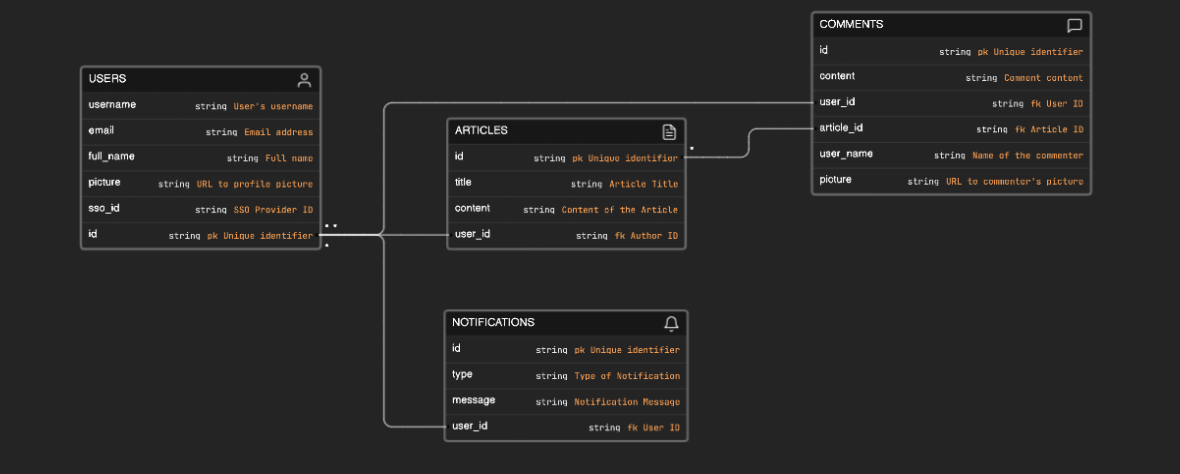 COMMENTS
id string pk Unique identifier
content string Comment content
user_id string fk User ID
article_id string fk Article ID
user_name string Name of the commenter
picture string URL to commenter's picture
USERS
username string User's username
email string Email address
full_name string Full name
picture string URL to profile picture
sso_id string SSO Provider ID
id string pk Unique identifier
ARTICLES
id string pk Unique identifier
title string Article Title
content string Content of the Article
user_id string fk Author ID
NOTIFICATIONS
id string pk Unique identifier
type string Type of Notification
message string Notification Message
user_id string fk User ID